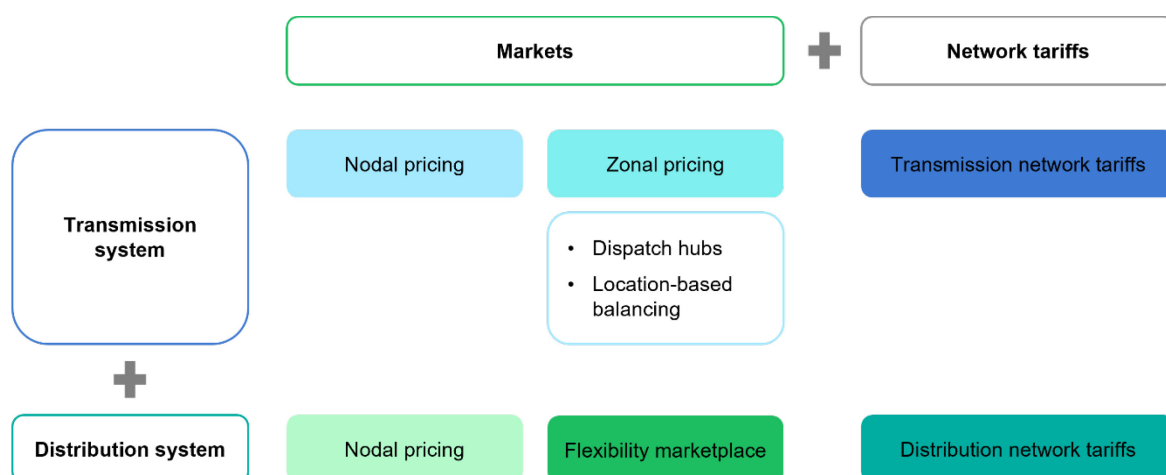 Markets
Network tariffs
Nodal pricing
Zonal pricing
Transmission network tariffs
Transmission
system
• Dispatch hubs
• Location-based
balancing
Distribution system
Nodal pricing
Flexibility marketplace
Distribution network tariffs